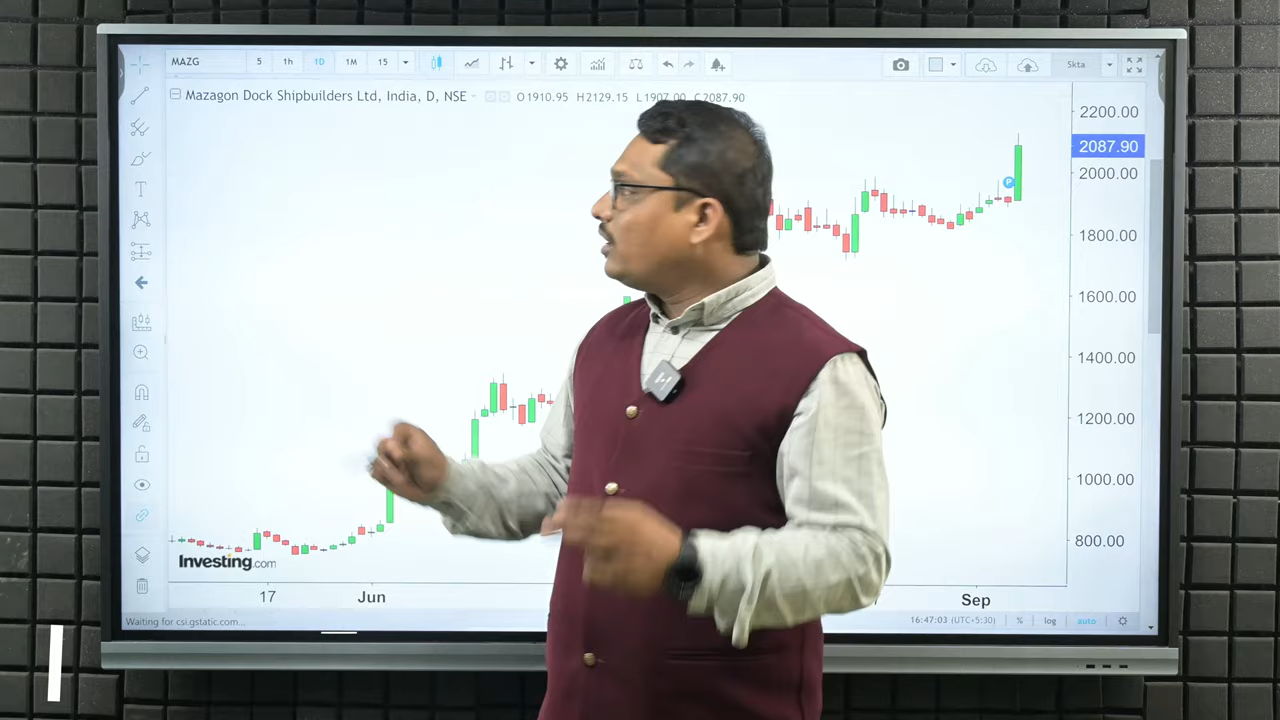 MAZG 5 1h 1D 1M 15 Skta
Mazagon Dock Shipbuilders Ltd, India, D, NSE O1910.95 H2129.15 L1907.00 C2087.90
2200.00
2087.90
2000.00
1800.00
1600.00
1400.00
1200.00
1000.00
800.00
T
P
Investing.com
17 Jun Sep
Waiting for csi.gstatic.com... 16:47:03 (UTC+5:30) % log auto